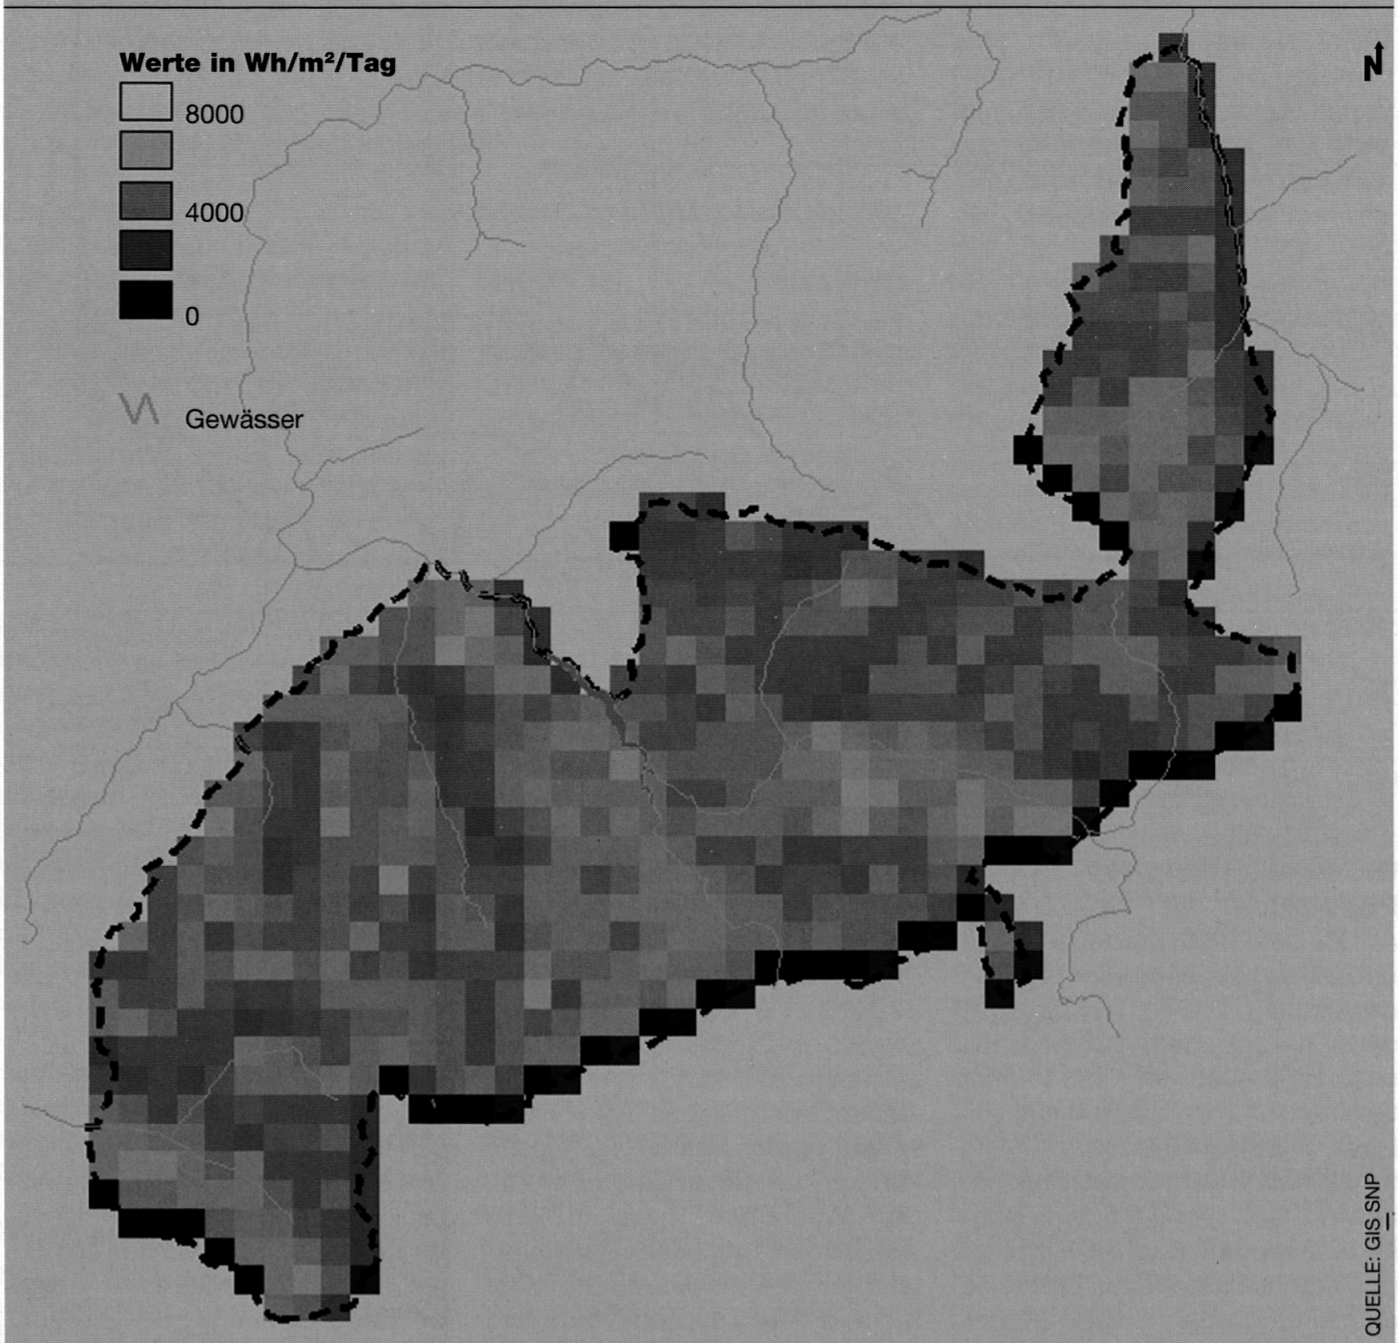 Werte in Wh/m²/Tag
8000
4000
0
Gewässer
N
QUELLE: GIS SNP